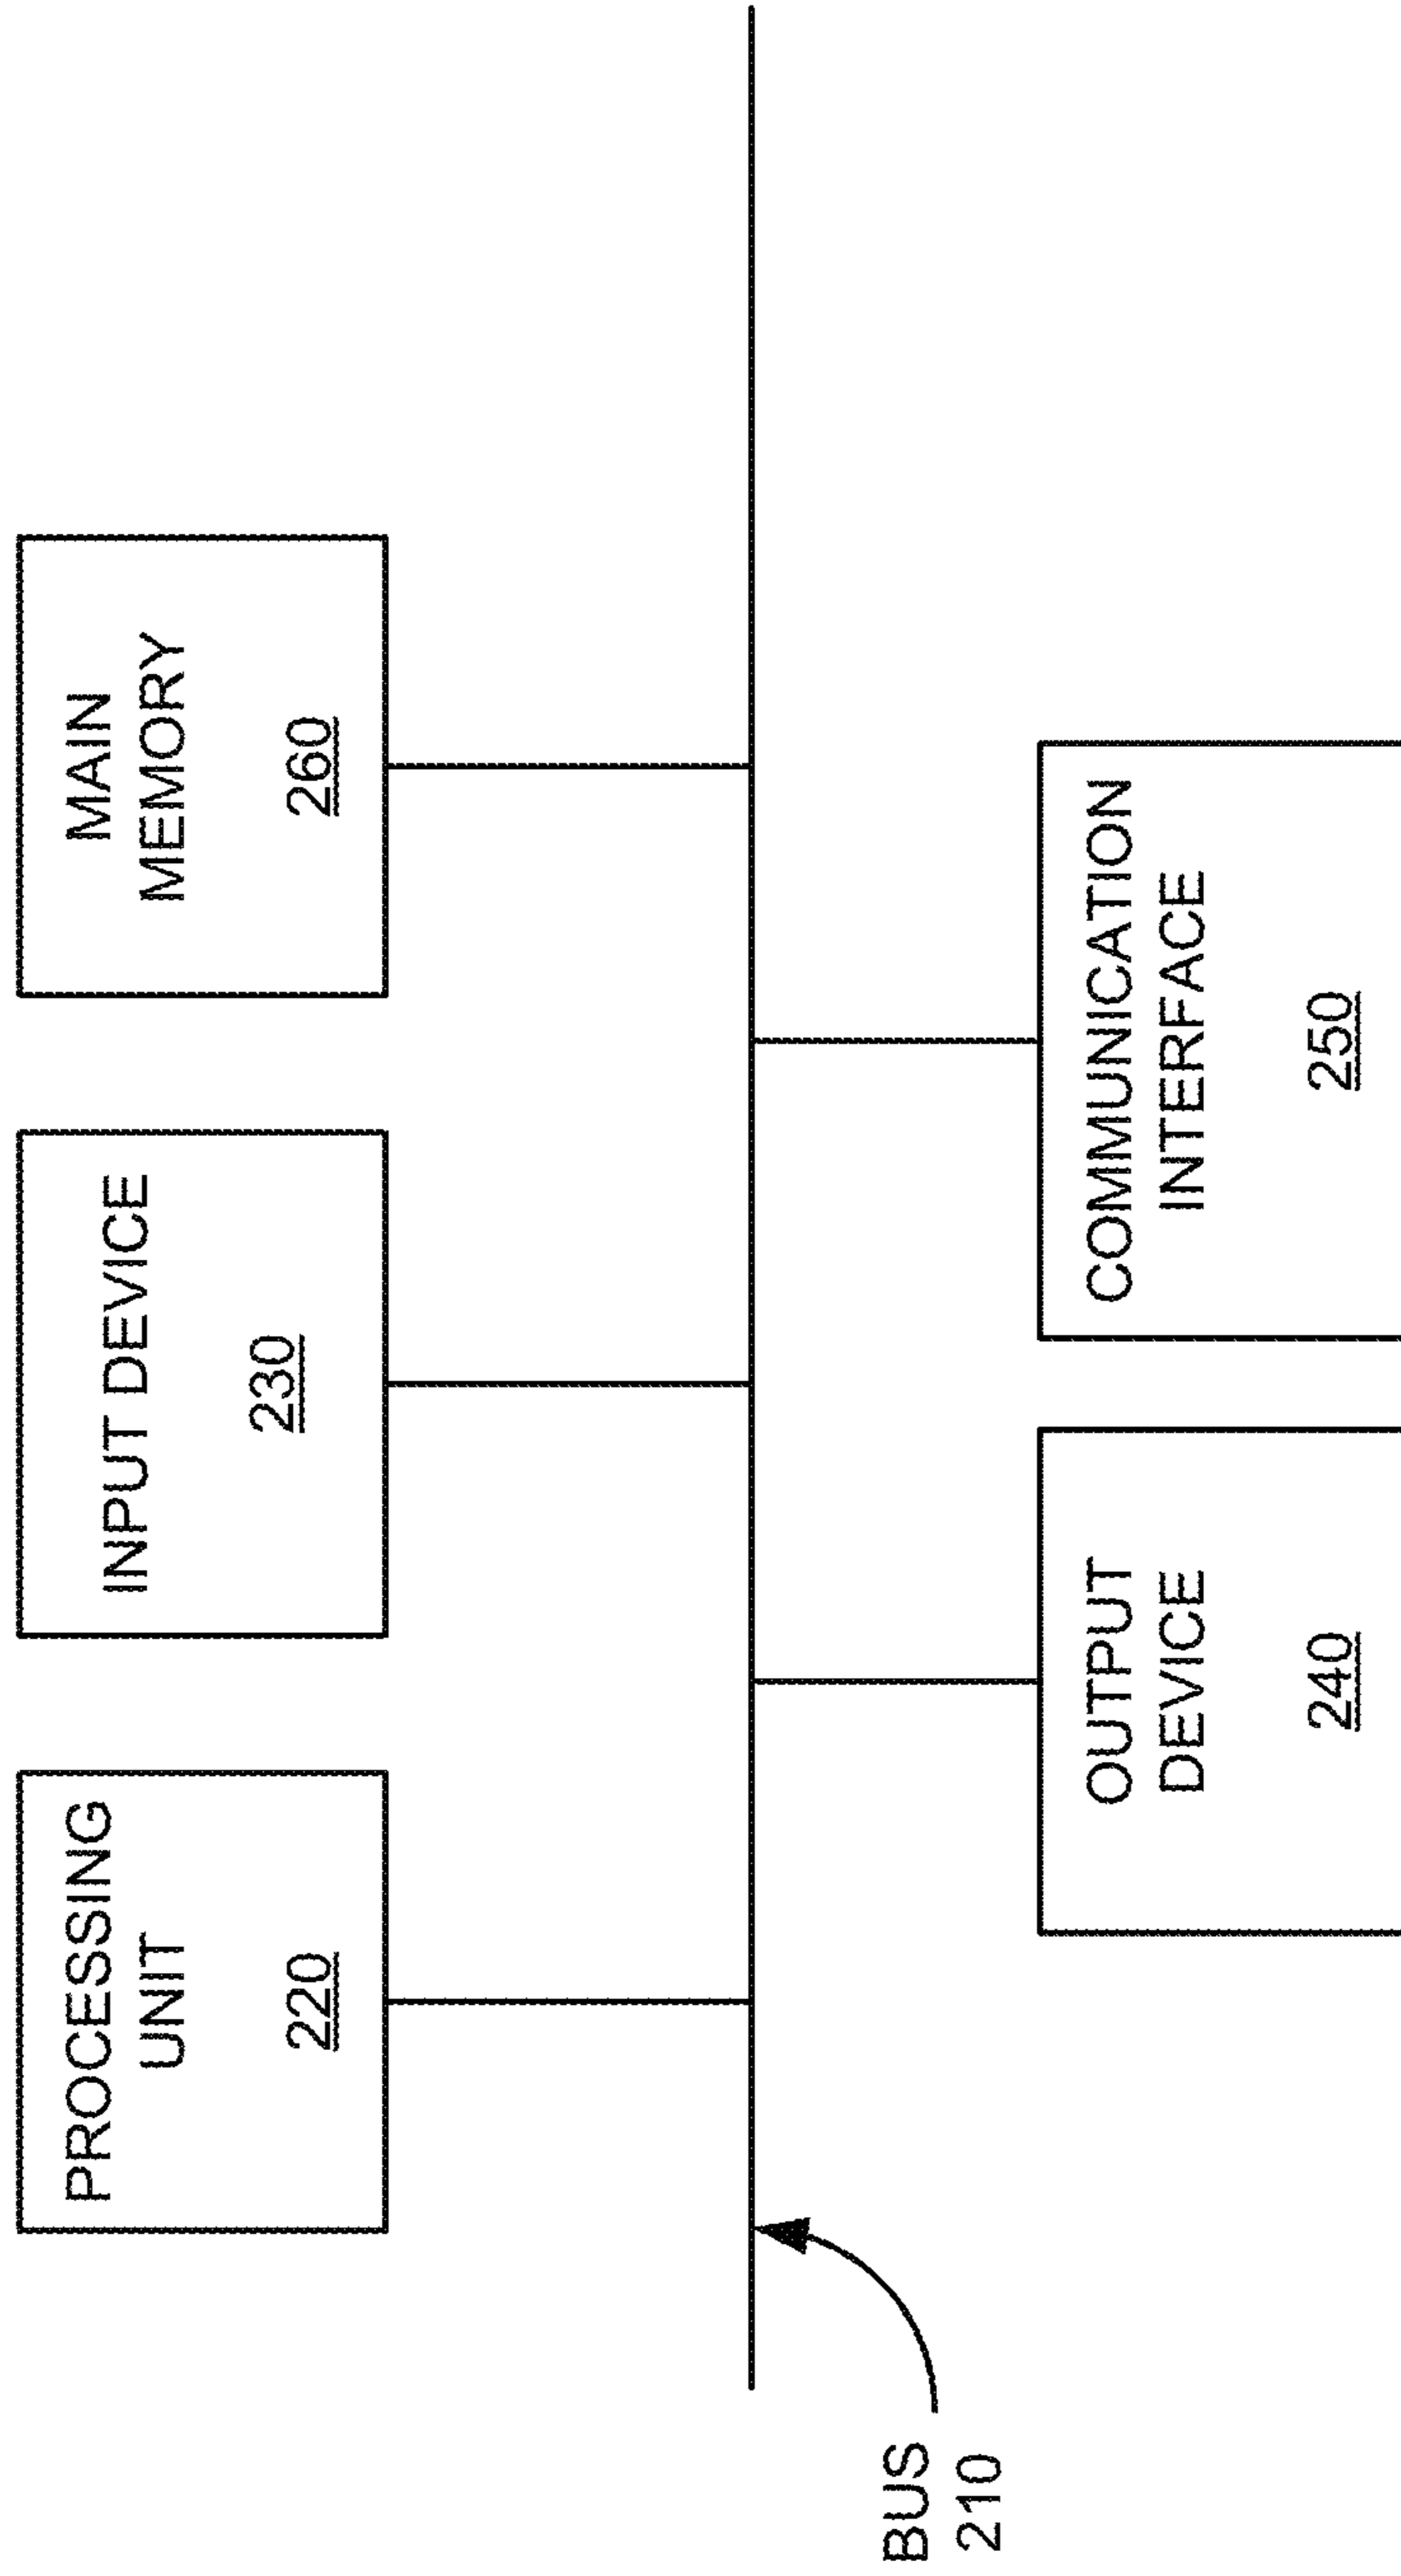 PROCESSING
UNIT
220
INPUT DEVICE
230
MAIN
MEMORY
260
BUS
210
OUTPUT
DEVICE
240
COMMUNICATION
INTERFACE
250